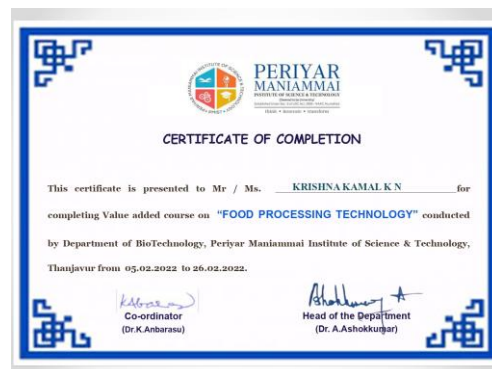 PERIYAR
MANIAMMAI
INSTITUTE OF SCIENCE & TECHNOLOGY
CERTIFICATE OF COMPLETION
This certificate is presented to Mr / Ms. KRISHNA KAMAL K N for
completing Value added course on "FOOD PROCESSING TECHNOLOGY" conducted
by Department of BioTechnology, Periyar Maniammai Institute of Science & Technology,
Thanjavur from 05.02.2022 to 26.02.2022.
Co-ordinator
(Dr.K.Anbarasu)
Head of the Department
(Dr. A.Ashokkumar)